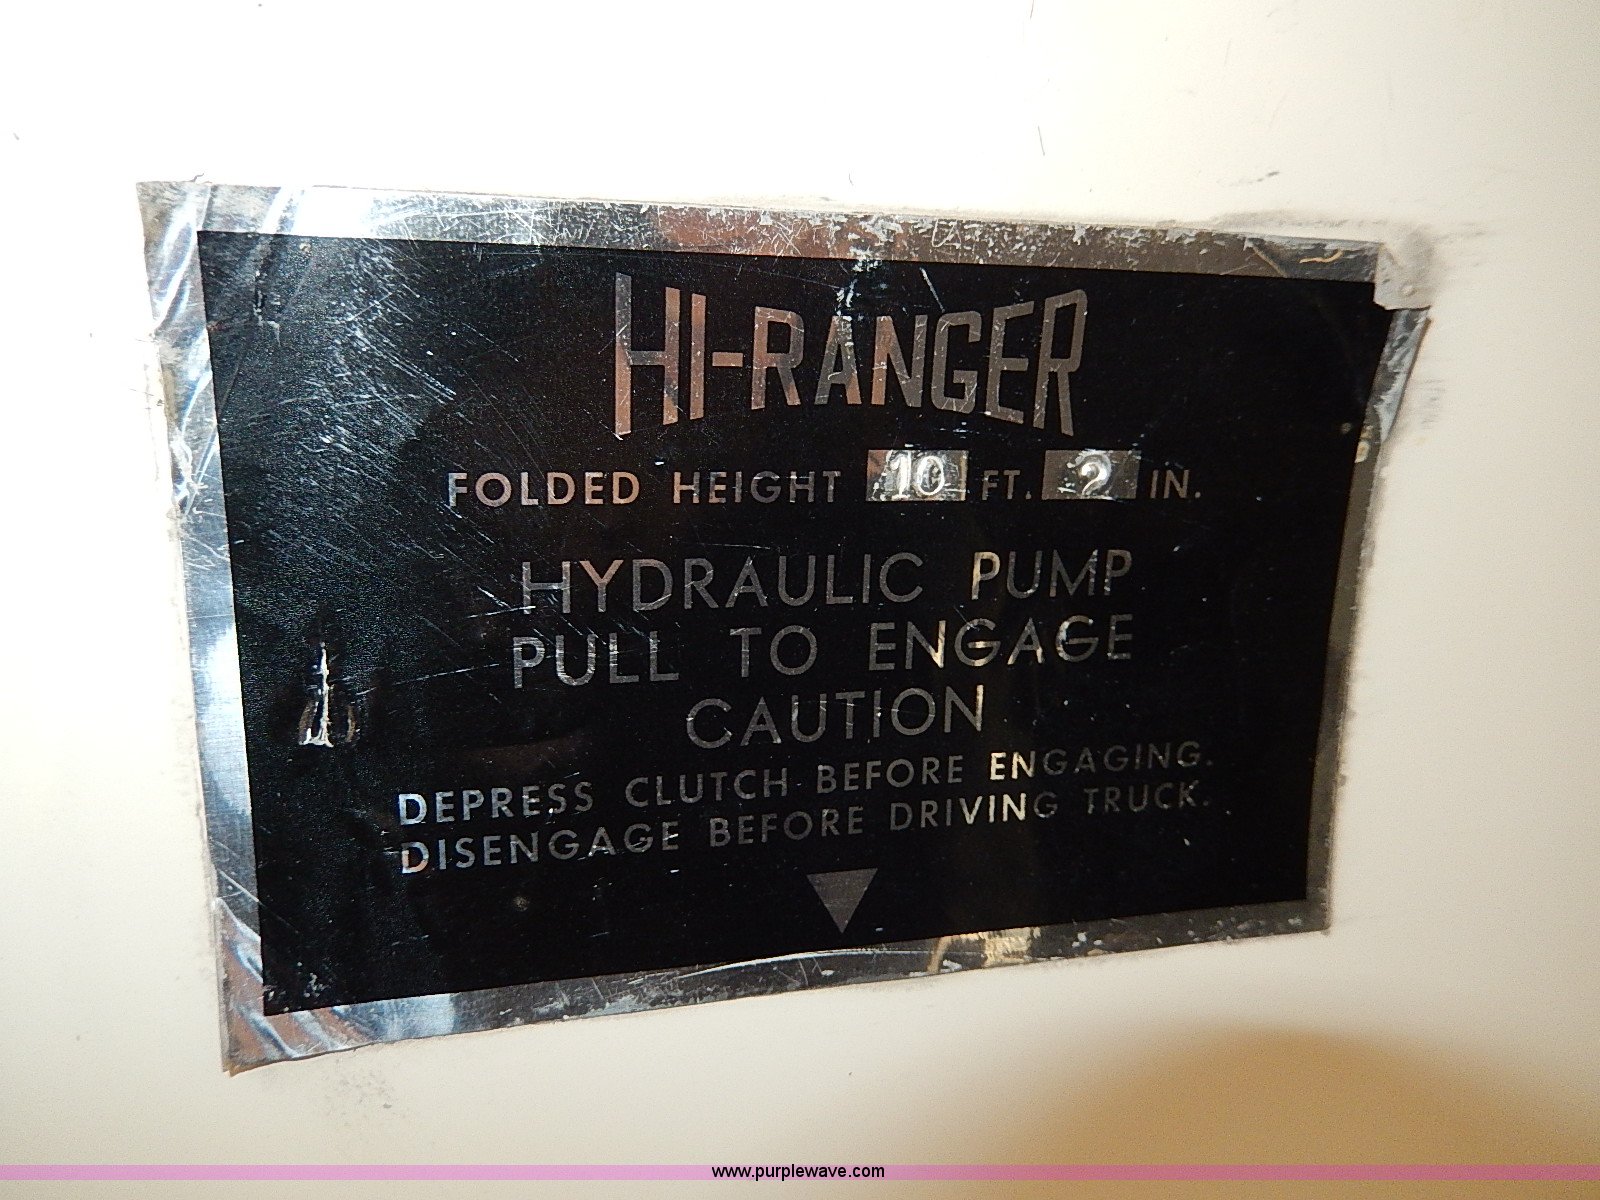 HI-RANGER
FOLDED HEIGHT 10 FT. 2 IN.
HYDRAULIC PUMP
PULL TO ENGAGE
CAUTION
DEPRESS CLUTCH BEFORE ENGAGING.
DISENGAGE BEFORE DRIVING TRUCK.
www.purplewave.com